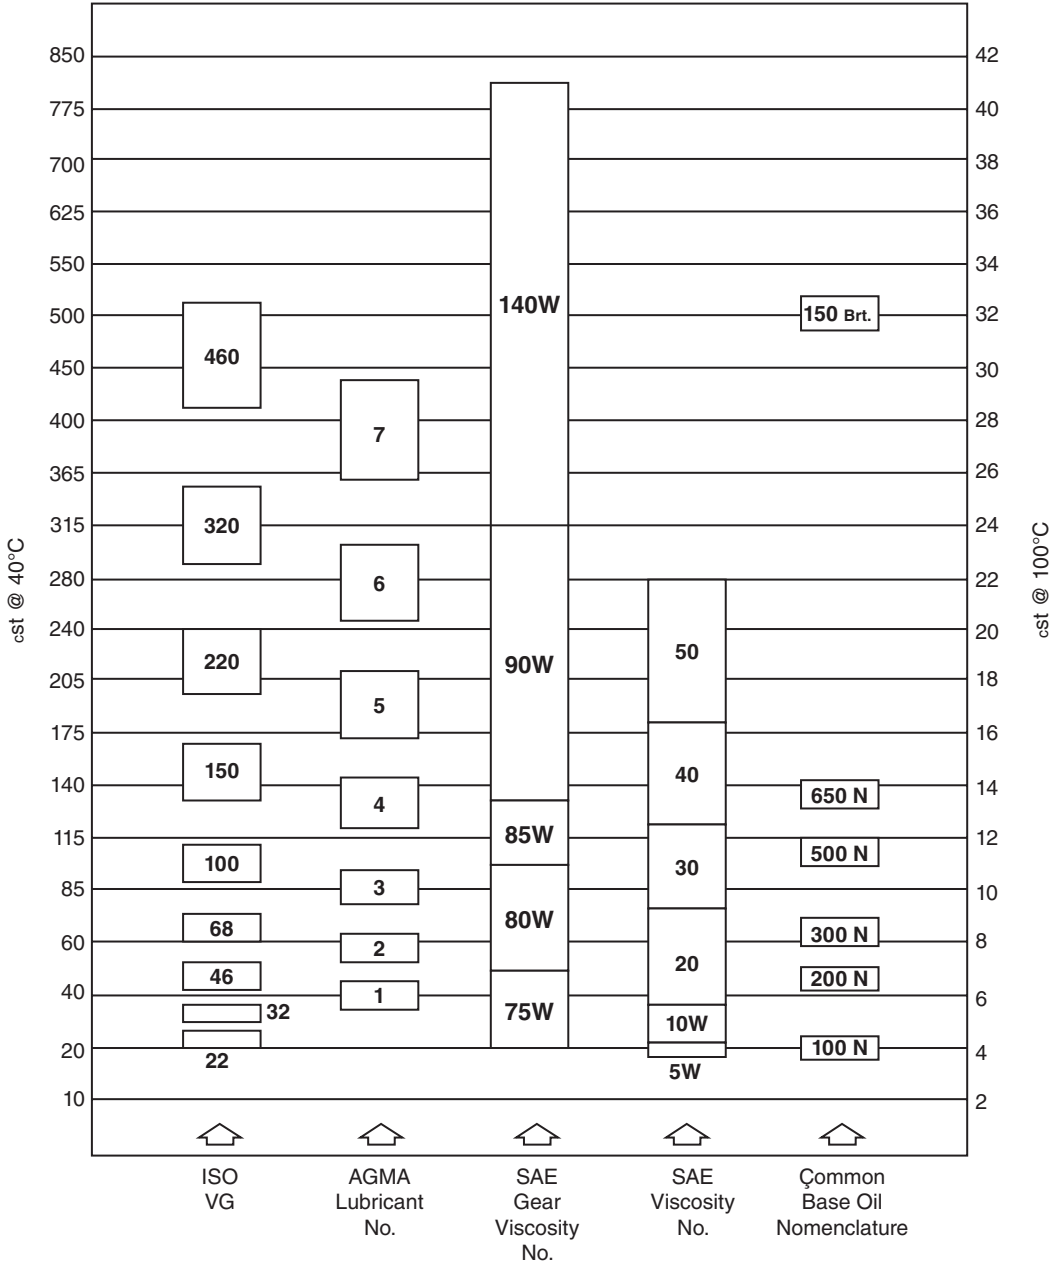 850 42
775 40
700 38
625 36
550 34
500 32
450 30
400 28
365 26
315 24
280 22
240 20
205 18
175 16
140 14
115 12
85 10
60 8
40 6
20 4
10 2
cst @ 40°C
cst @ 100°C
460
320
220
150
100
68
46
32
22
7
6
5
4
3
2
1
140W
90W
85W
80W
75W
50
40
30
20
10W
5W
150 Brt.
650 N
500 N
300 N
200 N
100 N
ISO
VG
AGMA
Lubricant
No.
SAE
Gear
Viscosity
No.
SAE
Viscosity
No.
Çommon
Base Oil
Nomenclature